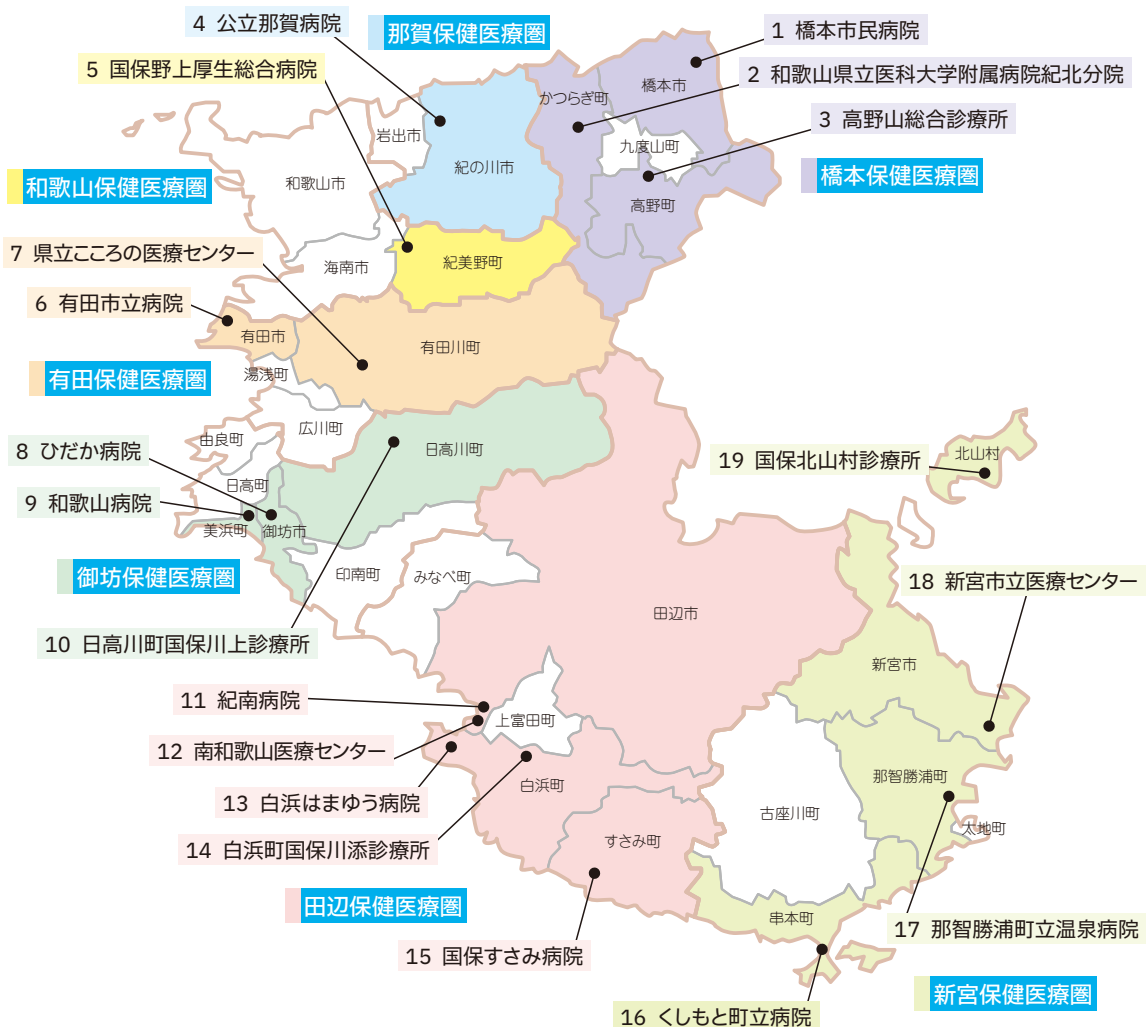 4 公立那賀病院
那賀保健医療圏
1 橋本市民病院
5 国保野上厚生総合病院
2 和歌山県立医科大学附属病院紀北分院
かつらぎ町
橋本市
3 高野山総合診療所
岩出市
九度山町
紀の川市
和歌山市
和歌山保健医療圏
橋本保健医療圏
高野町
7 県立こころの医療センター
海南市
紀美野町
6 有田市立病院
有田市
有田川町
湯浅町
有田保健医療圏
広川町
由良町
8 ひだか病院
日高川町
19 国保北山村診療所
北山村
日高町
9 和歌山病院
美浜町
御坊市
御坊保健医療圏
印南町
みなべ町
18 新宮市立医療センター
田辺市
10 日高川町国保川上診療所
新宮市
11 紀南病院
上富田町
12 南和歌山医療センター
那智勝浦町
白浜町
13 白浜はまゆう病院
古座川町
太地町
すさみ町
14 白浜町国保川添診療所
田辺保健医療圏
串本町
17 那智勝浦町立温泉病院
15 国保すさみ病院
新宮保健医療圏
16 くしもと町立病院